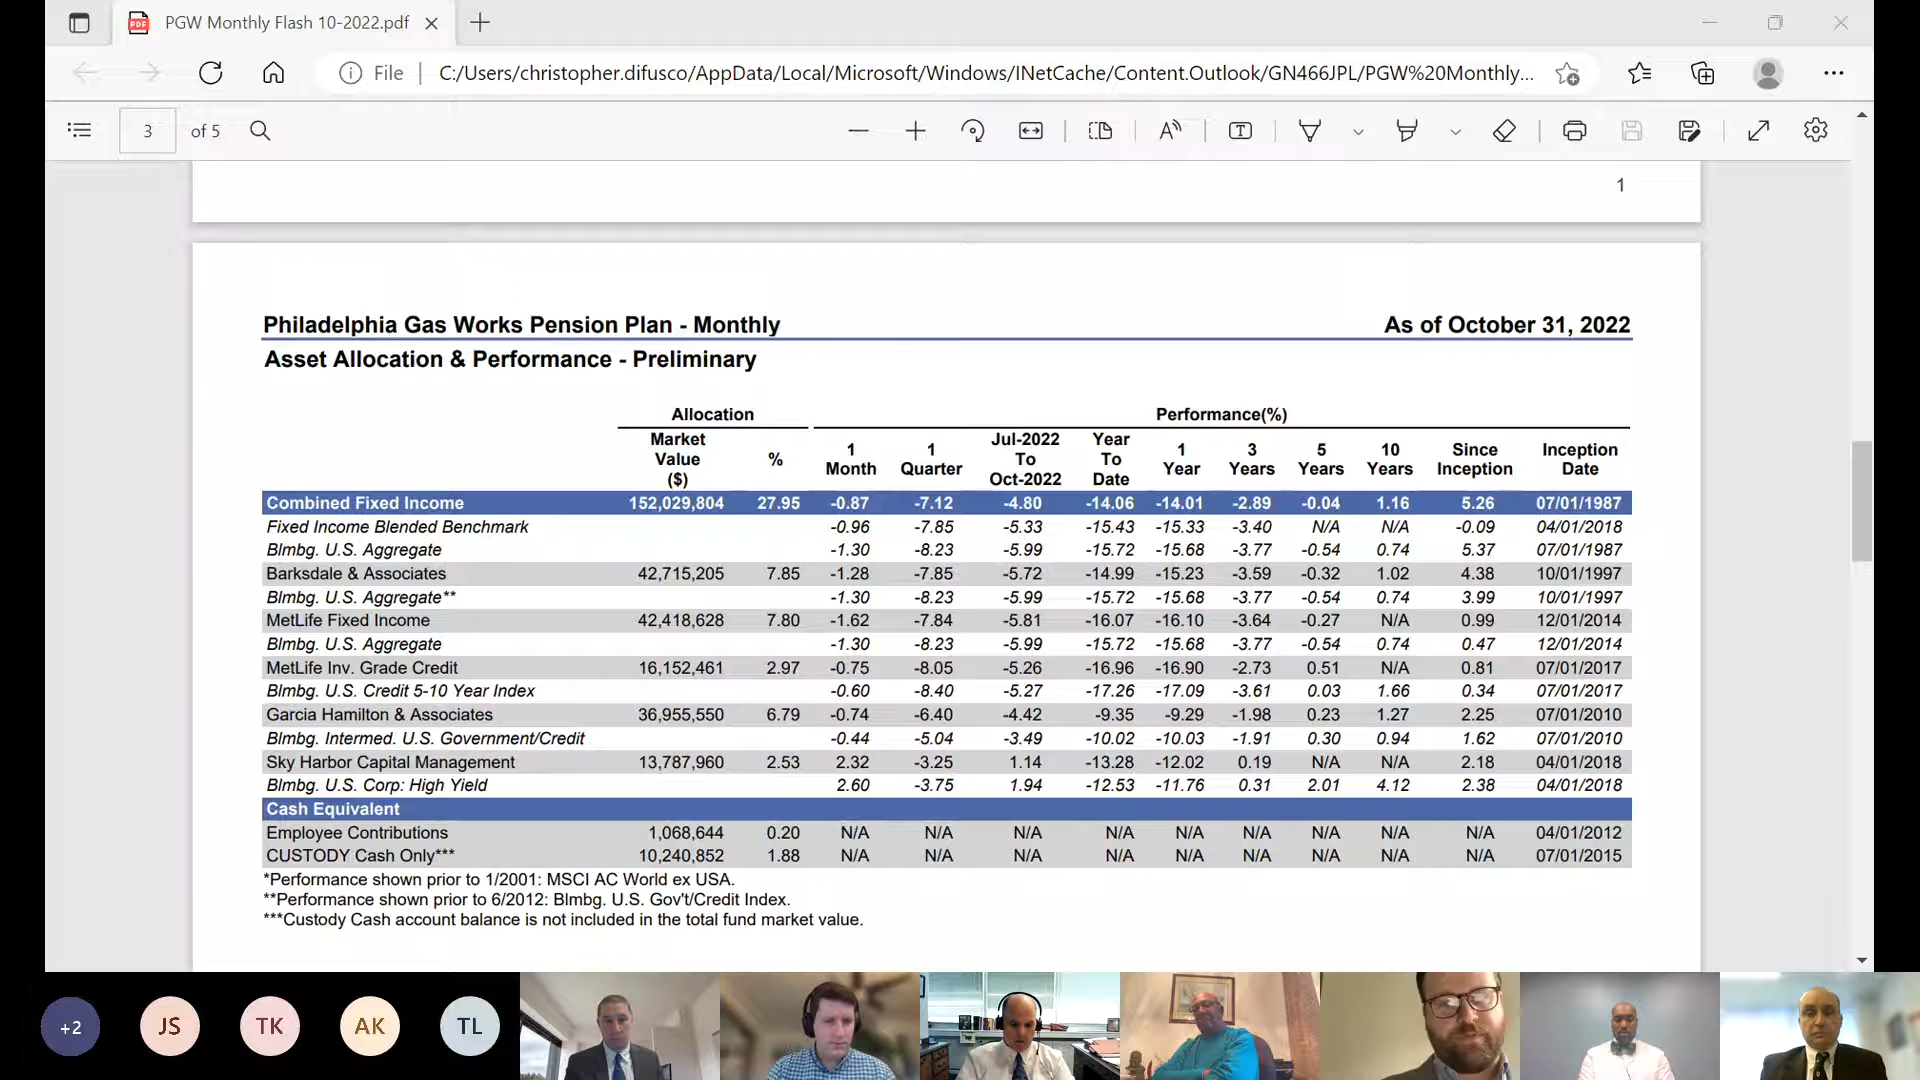 PGW Monthly Flash 10-2022.pdf
File C:/Users/christopher.difusco/AppData/Local/Microsoft/Windows/INetCache/Content.Outlook/GN466JPL/PGW%20Monthly...
3 of 5
1
Philadelphia Gas Works Pension Plan - Monthly As of October 31, 2022
Asset Allocation & Performance - Preliminary
Allocation Performance(%)
Market Value ($) % 1 Month 1 Quarter Jul-2022 To Oct-2022 Year To Date 1 Year 3 Years 5 Years 10 Years Since Inception Inception Date
Combined Fixed Income 152,029,804 27.95 -0.87 -7.12 -4.80 -14.06 -14.01 -2.89 -0.04 1.16 5.26 07/01/1987
Fixed Income Blended Benchmark -0.96 -7.85 -5.33 -15.43 -15.33 -3.40 N/A N/A -0.09 04/01/2018
Blmbg. U.S. Aggregate -1.30 -8.23 -5.99 -15.72 -15.68 -3.77 -0.54 0.74 5.37 07/01/1987
Barksdale & Associates 42,715,205 7.85 -1.28 -7.85 -5.72 -14.99 -15.23 -3.59 -0.32 1.02 4.38 10/01/1997
Blmbg. U.S. Aggregate** -1.30 -8.23 -5.99 -15.72 -15.68 -3.77 -0.54 0.74 3.99 10/01/1997
MetLife Fixed Income 42,418,628 7.80 -1.62 -7.84 -5.81 -16.07 -16.10 -3.64 -0.27 N/A 0.99 12/01/2014
Blmbg. U.S. Aggregate -1.30 -8.23 -5.99 -15.72 -15.68 -3.77 -0.54 0.74 0.47 12/01/2014
MetLife Inv. Grade Credit 16,152,461 2.97 -0.75 -8.05 -5.26 -16.96 -16.90 -2.73 0.51 N/A 0.81 07/01/2017
Blmbg. U.S. Credit 5-10 Year Index -0.60 -8.40 -5.27 -17.26 -17.09 -3.61 0.03 1.66 0.34 07/01/2017
Garcia Hamilton & Associates 36,955,550 6.79 -0.74 -6.40 -4.42 -9.35 -9.29 -1.98 0.23 1.27 2.25 07/01/2010
Blmbg. Intermed. U.S. Government/Credit -0.44 -5.04 -3.49 -10.02 -10.03 -1.91 0.30 0.94 1.62 07/01/2010
Sky Harbor Capital Management 13,787,960 2.53 2.32 -3.25 1.14 -13.28 -12.02 0.19 N/A N/A 2.18 04/01/2018
Blmbg. U.S. Corp: High Yield 2.60 -3.75 1.94 -12.53 -11.76 0.31 2.01 4.12 2.38 04/01/2018
Cash Equivalent
Employee Contributions 1,068,644 0.20 N/A N/A N/A N/A N/A N/A N/A N/A N/A 04/01/2012
CUSTODY Cash Only*** 10,240,852 1.88 N/A N/A N/A N/A N/A N/A N/A N/A N/A 07/01/2015
*Performance shown prior to 1/2001: MSCI AC World ex USA.
**Performance shown prior to 6/2012: Blmbg. U.S. Gov't/Credit Index.
***Custody Cash account balance is not included in the total fund market value.
+2 JS TK AK TL